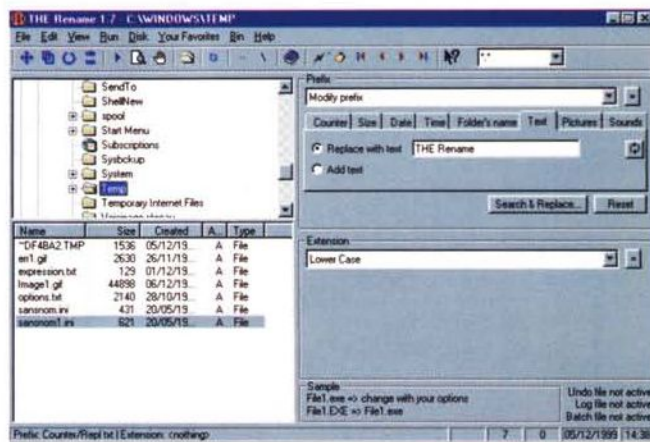 THE Rename 1.7 - C:\WINDOWS\TEMP
File Edit View Run Disk Your Favorites Bin Help
*.*
SendTo
ShellNew
spool
Start Menu
Subscriptions
Sysbckup
System
Temp
Temporary Internet Files
Name Size Created A... Type
~DF4BA2.TMP 1536 05/12/19... A File
en1.gif 2630 26/11/19... A File
expression.txt 129 01/12/19... A File
Image1.gif 44898 06/12/19... A File
options.txt 2140 28/10/19... A File
sansnom.ini 431 20/05/19... A File
sansnom1.ini 621 20/05/19... A File
Prefix
Modify prefix
Counter Size Date Time Folder's name Text Pictures Sounds
Replace with text THE Rename
Add text
Search & Replace... Reset
Extension
Lower Case
Sample
File1.exe => change with your options
File1.EXE => File1.exe
Undo file not active
Log file not active
Batch file not active
Prefix: Counter/Repl txt | Extension: <nothing> 7 0 05/12/1999 14:36